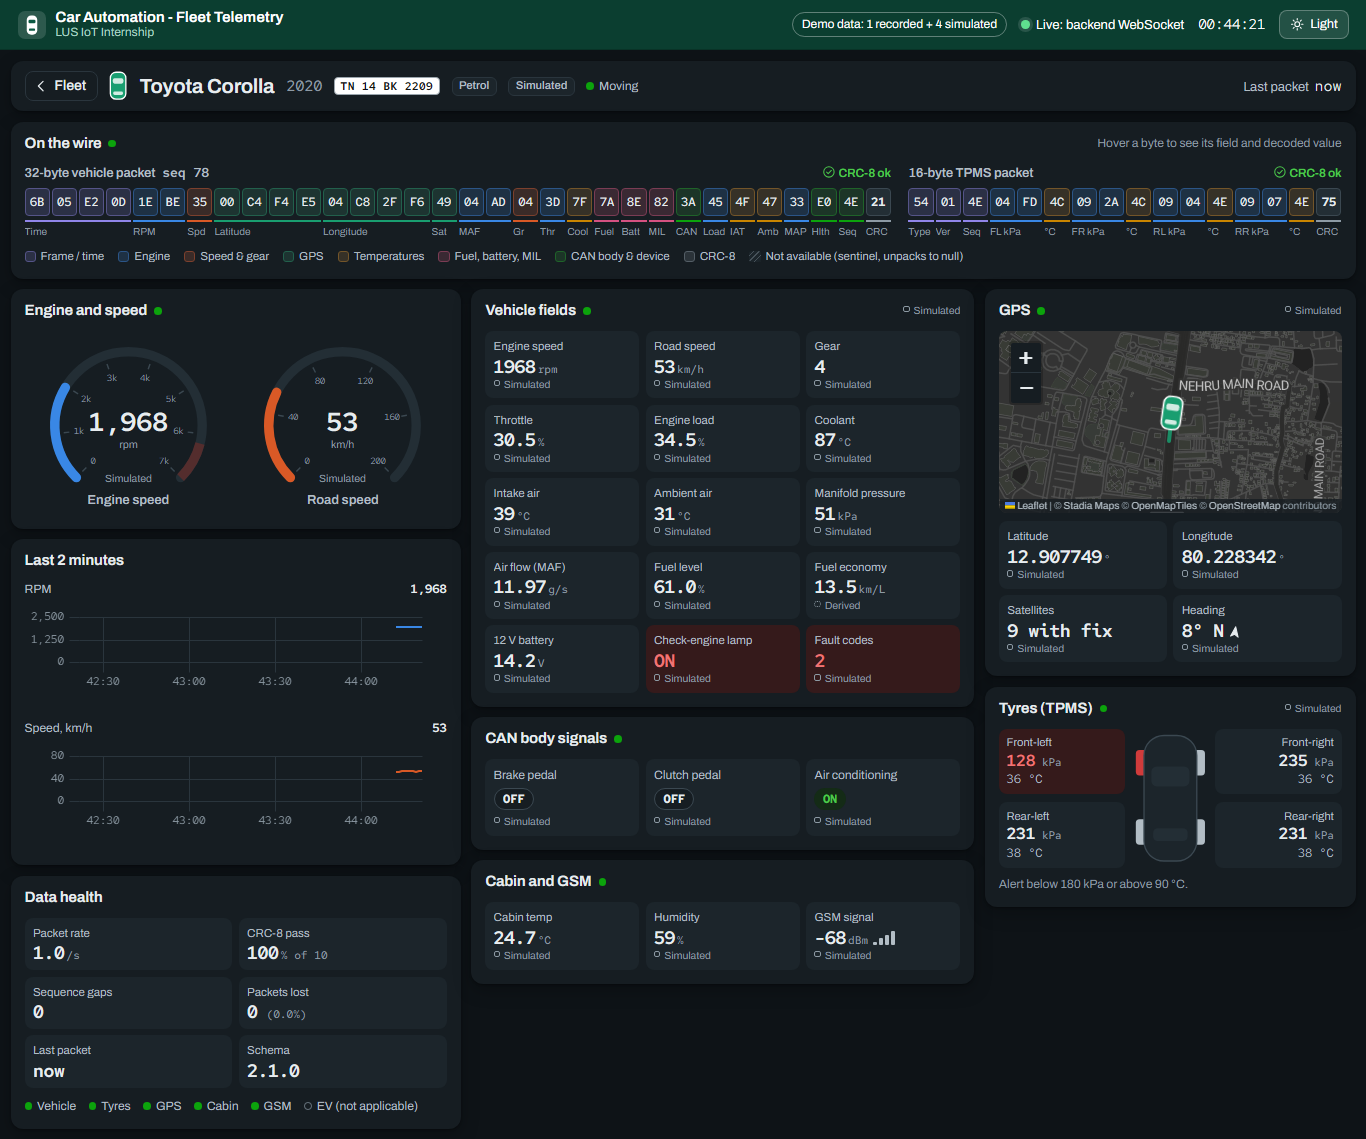 Car Automation - Fleet Telemetry
LUS IoT Internship
Demo data: 1 recorded + 4 simulated
Live: backend WebSocket
00:44:21
Light
Fleet
Toyota Corolla
2020
TN 14 BK 2209
Petrol
Simulated
Moving
Last packet now
On the wire
Hover a byte to see its field and decoded value
32-byte vehicle packet seq 78
CRC-8 ok
16-byte TPMS packet
CRC-8 ok
6B 05 E2 0D 1E BE 35 00 C4 F4 E5 04 C8 2F F6 49 04 AD 04 3D 7F 7A 8E 82 3A 45 4F 47 33 E0 4E 21
54 01 4E 04 FD 4C 09 2A 4C 09 04 4E 09 07 4E 75
Time RPM Spd Latitude Longitude Sat MAF Gr Thr Cool Fuel Batt MIL CAN Load IAT Amb MAP Hlth Seq CRC
Type Ver Seq FL kPa °C FR kPa °C RL kPa °C RR kPa °C CRC
Frame / time
Engine
Speed & gear
GPS
Temperatures
Fuel, battery, MIL
CAN body & device
CRC-8
Not available (sentinel, unpacks to null)
Engine and speed
0 1k 2k 3k 4k 5k 6k 7k
1,968
rpm
Simulated
Engine speed
0 40 80 120 160 200
53
km/h
Simulated
Road speed
Last 2 minutes
RPM 1,968
2,500
1,250
0
42:30 43:00 43:30 44:00
Speed, km/h 53
80
40
0
42:30 43:00 43:30 44:00
Data health
Packet rate
1.0/s
CRC-8 pass
100% of 10
Sequence gaps
0
Packets lost
0 (0.0%)
Last packet
now
Schema
2.1.0
Vehicle
Tyres
GPS
Cabin
GSM
EV (not applicable)
Vehicle fields
Simulated
Engine speed
1968 rpm
Simulated
Road speed
53 km/h
Simulated
Gear
4
Simulated
Throttle
30.5%
Simulated
Engine load
34.5%
Simulated
Coolant
87 °C
Simulated
Intake air
39 °C
Simulated
Ambient air
31 °C
Simulated
Manifold pressure
51 kPa
Simulated
Air flow (MAF)
11.97 g/s
Simulated
Fuel level
61.0%
Simulated
Fuel economy
13.5 km/L
Derived
12 V battery
14.2 V
Simulated
Check-engine lamp
ON
Simulated
Fault codes
2
Simulated
CAN body signals
Brake pedal
OFF
Simulated
Clutch pedal
OFF
Simulated
Air conditioning
ON
Simulated
Cabin and GSM
Cabin temp
24.7 °C
Simulated
Humidity
59%
Simulated
GSM signal
-68 dBm
Simulated
GPS
Simulated
+
−
NEHRU MAIN ROAD
MAIN ROAD
Leaflet | © Stadia Maps © OpenMapTiles © OpenStreetMap contributors
Latitude
12.907749°
Simulated
Longitude
80.228342°
Simulated
Satellites
9 with fix
Simulated
Heading
8° N
Simulated
Tyres (TPMS)
Simulated
Front-left
128 kPa
36 °C
Front-right
235 kPa
36 °C
Rear-left
231 kPa
38 °C
Rear-right
231 kPa
38 °C
Alert below 180 kPa or above 90 °C.